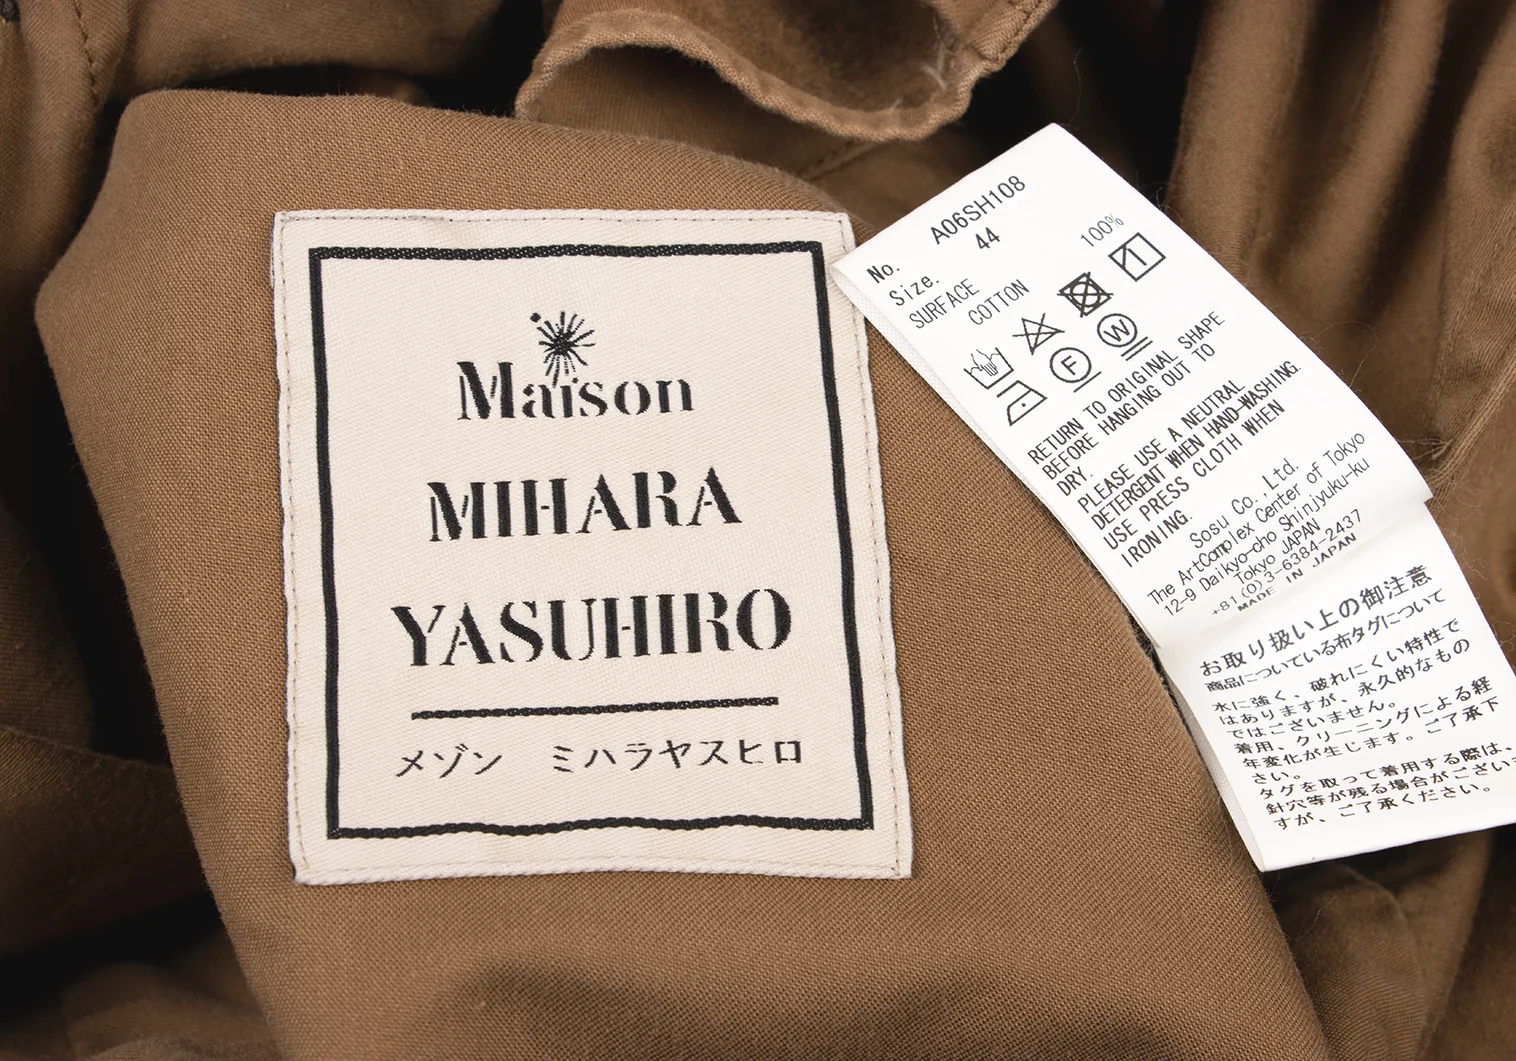 Maison
MIHARA
YASUHIRO
メゾン ミハラヤスヒロ
No. A06SH108
Size. 44
SURFACE
COTTON 100%
F
W
RETURN TO ORIGINAL SHAPE
BEFORE HANGING OUT TO
DRY.
PLEASE USE A NEUTRAL
DETERGENT WHEN HAND-WASHING.
USE PRESS CLOTH WHEN
IRONING.
Sosu Co.,Ltd.
The ArtComplex Center of Tokyo
12-9 Daikyo-cho Shinjyuku-ku
Tokyo JAPAN
+81(0)3-6384-2437
MADE IN JAPAN
お取り扱い上の御注意
商品についている布タグについて
水に強く、破れにくい特性で
はありますが、永久的なもの
ではございません。
着用、クリーニングによる経
年変化が生じます。ご了承下
さい。
タグを取って着用する際は、
針穴等が残る場合がござい
すが、ご了承ください。